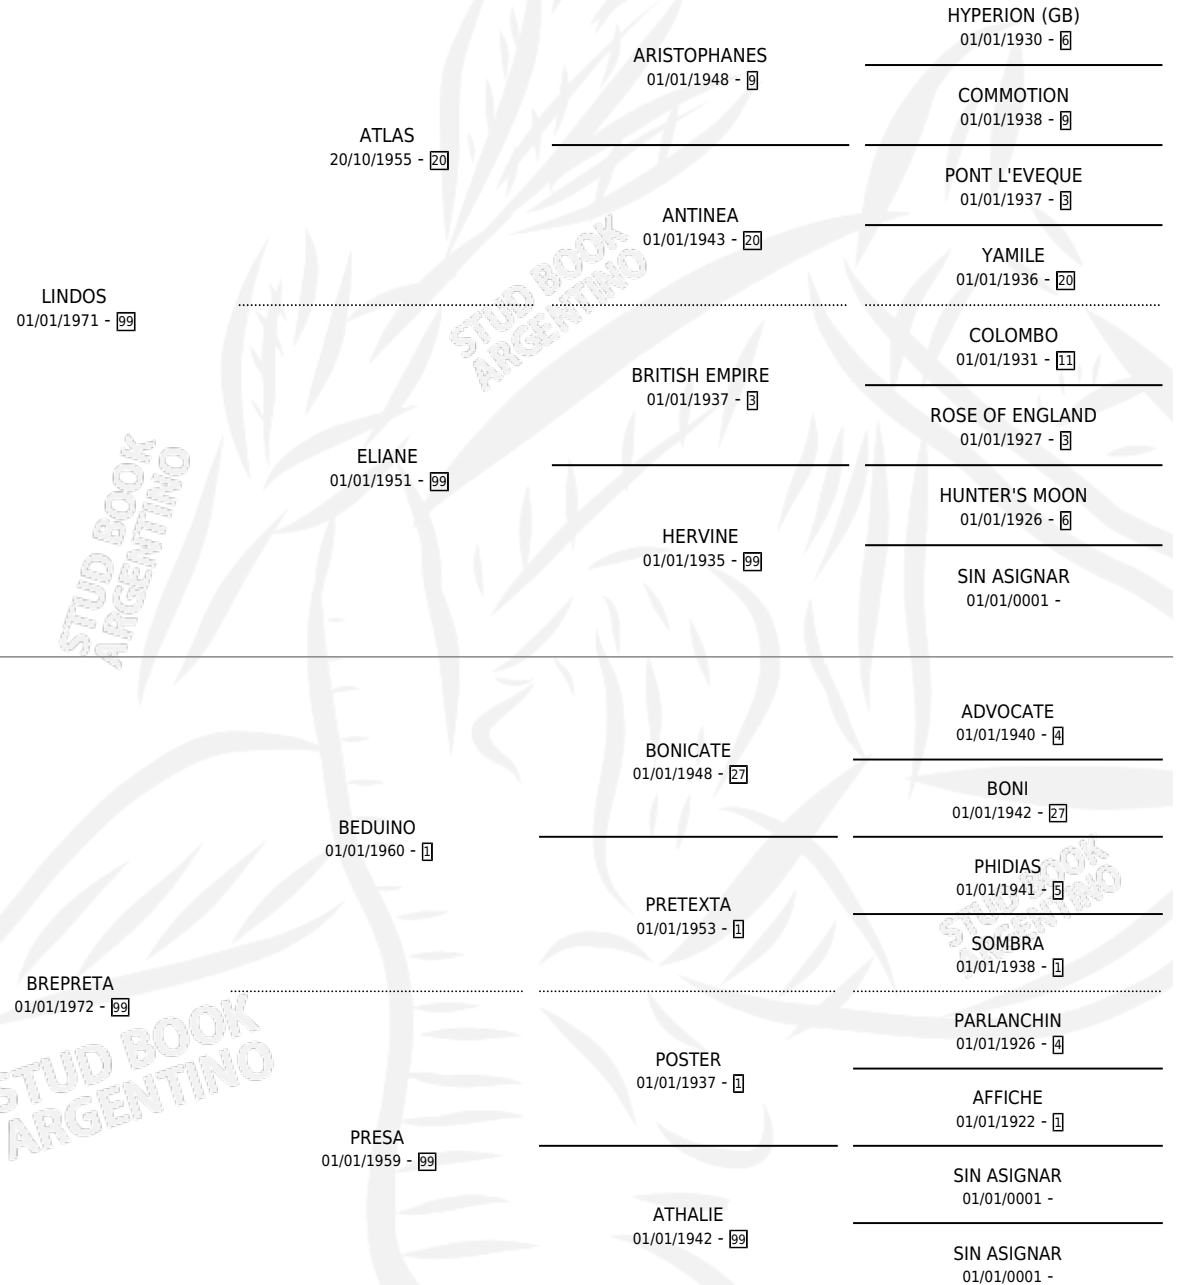 HYPERION (GB)
01/01/1930 - 6
ARISTOPHANES
01/01/1948 - 9
COMMOTION
01/01/1938 - 9
ATLAS
20/10/1955 - 20
PONT L'EVEQUE
01/01/1937 - 3
ANTINEA
01/01/1943 - 20
YAMILE
01/01/1936 - 20
LINDOS
01/01/1971 - 99
COLOMBO
01/01/1931 - 11
BRITISH EMPIRE
01/01/1937 - 3
ROSE OF ENGLAND
01/01/1927 - 3
ELIANE
01/01/1951 - 99
HUNTER'S MOON
01/01/1926 - 6
HERVINE
01/01/1935 - 99
SIN ASIGNAR
01/01/0001 -
ADVOCATE
01/01/1940 - 4
BONICATE
01/01/1948 - 27
BONI
01/01/1942 - 27
BEDUINO
01/01/1960 - 1
PHIDIAS
01/01/1941 - 5
PRETEXTA
01/01/1953 - 1
SOMBRA
01/01/1938 - 1
BREPRETA
01/01/1972 - 99
PARLANCHIN
01/01/1926 - 4
POSTER
01/01/1937 - 1
AFFICHE
01/01/1922 - 1
PRESA
01/01/1959 - 99
SIN ASIGNAR
01/01/0001 -
ATHALIE
01/01/1942 - 99
SIN ASIGNAR
01/01/0001 -
STUD BOOK
ARGENTINO
STUD BOOK
ARGENTINO
STUD BOOK
ARGENTINO
STUD BOOK
ARGENTINO